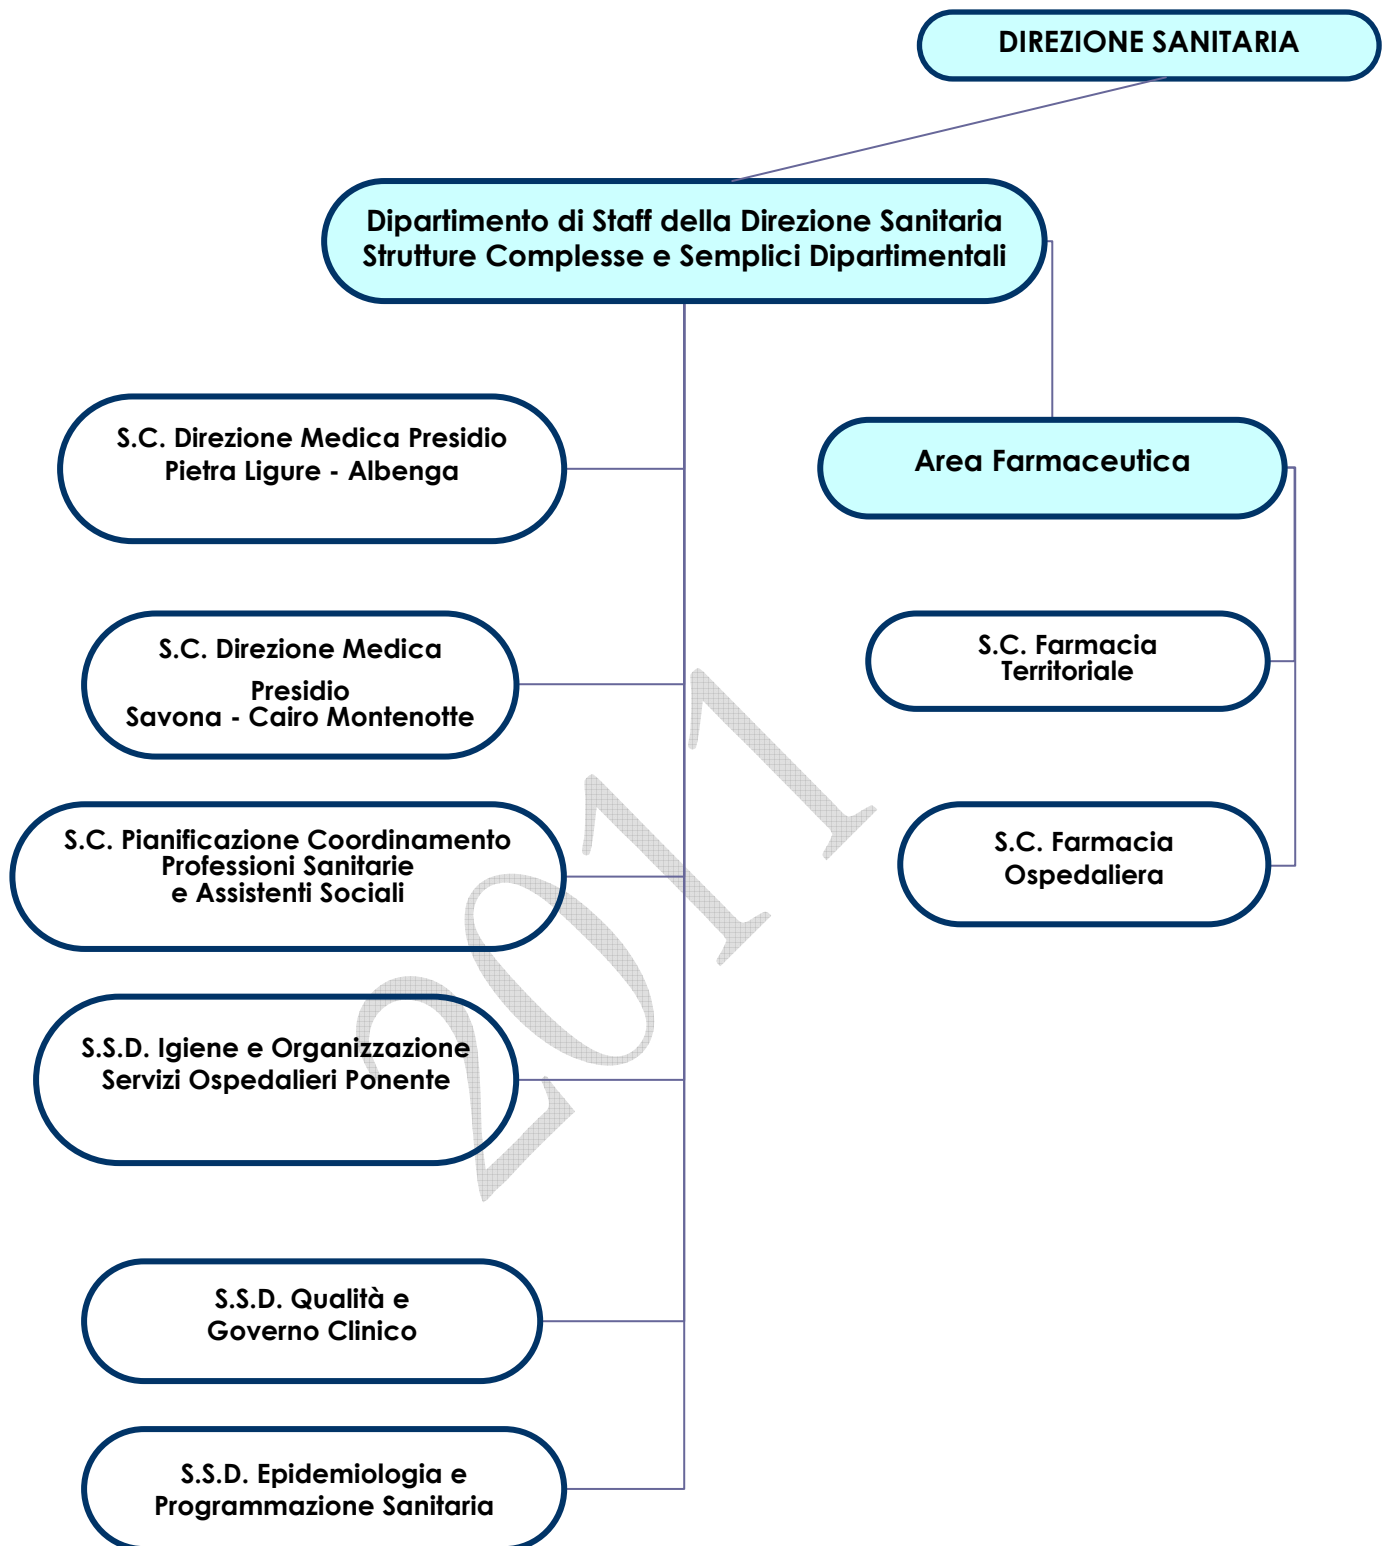 DIREZIONE SANITARIA
Dipartimento di Staff della Direzione Sanitaria
Strutture Complesse e Semplici Dipartimentali
S.C. Direzione Medica Presidio
Pietra Ligure - Albenga
Area Farmaceutica
S.C. Direzione Medica
Presidio
Savona - Cairo Montenotte
S.C. Farmacia
Territoriale
S.C. Pianificazione Coordinamento
Professioni Sanitarie
e Assistenti Sociali
S.C. Farmacia
Ospedaliera
S.S.D. Igiene e Organizzazione
Servizi Ospedalieri Ponente
S.S.D. Qualità e
Governo Clinico
S.S.D. Epidemiologia e
Programmazione Sanitaria
2011